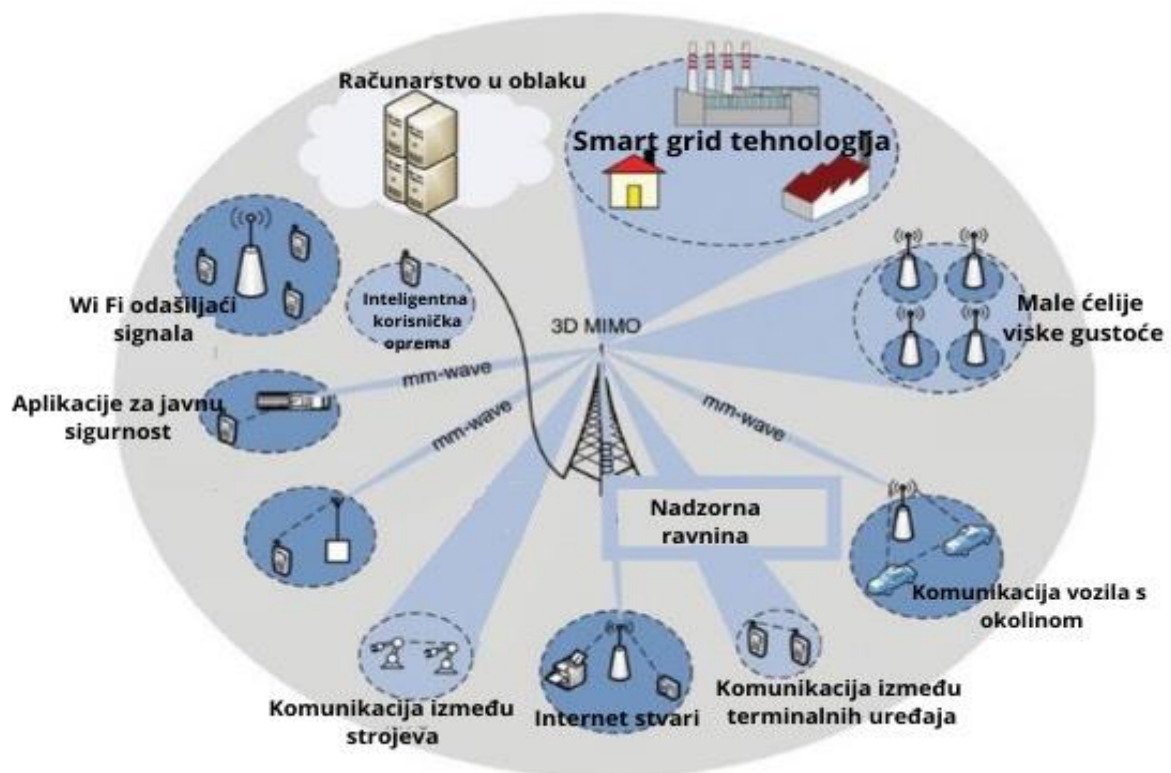 Računarstvo u oblaku
Smart grid tehnologija
Wi Fi odašiljaći
signala
Inteligentna
korisnička
oprema
3D MIMO
Male ćelije
viske gustoće
mm-wave
Aplikacije za javnu
sigurnost
mm-wave
mm-wave
Nadzorna
ravnina
Komunikacija vozila s
okolinom
Komunikacija između
strojeva
Internet stvari
Komunikacija između
terminalnih uređaja